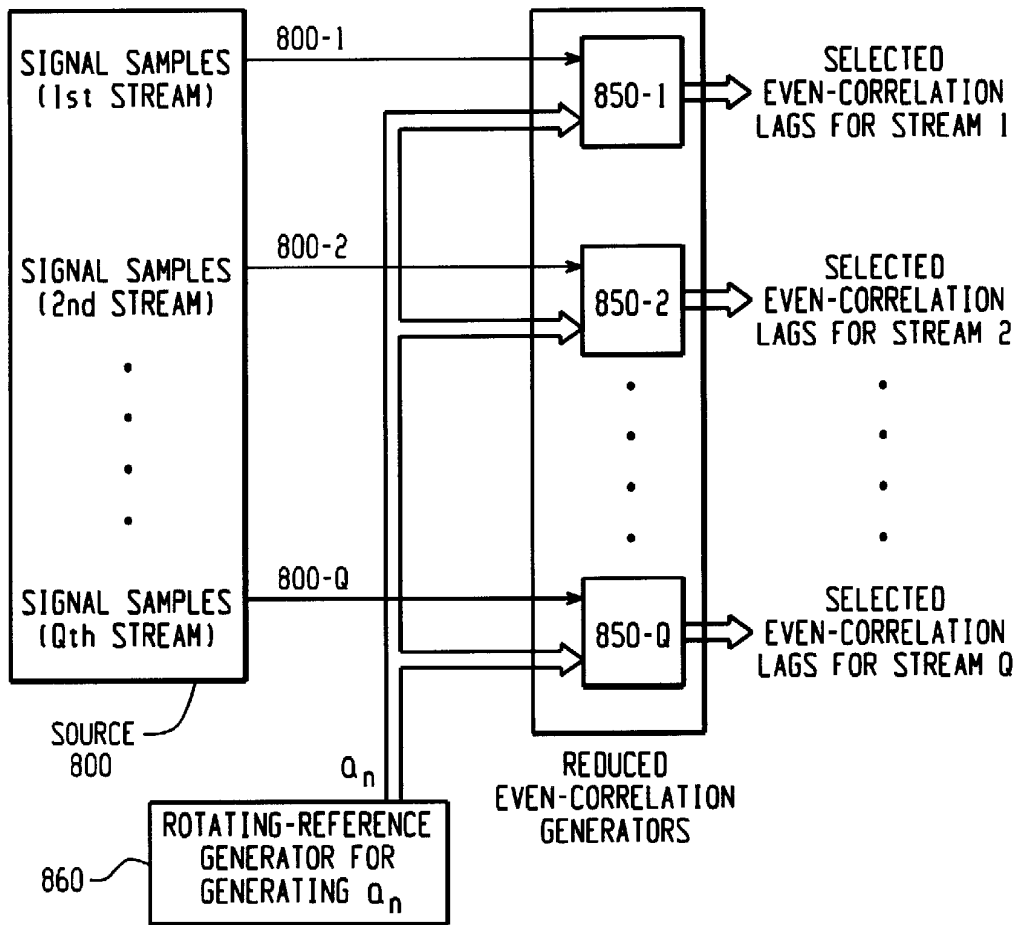 SIGNAL SAMPLES
(1st STREAM)
800-1
850-1
SELECTED
EVEN-CORRELATION
LAGS FOR STREAM 1
SIGNAL SAMPLES
(2nd STREAM)
800-2
850-2
SELECTED
EVEN-CORRELATION
LAGS FOR STREAM 2
SIGNAL SAMPLES
(Qth STREAM)
800-Q
850-Q
SELECTED
EVEN-CORRELATION
LAGS FOR STREAM Q
SOURCE
800
an
REDUCED
EVEN-CORRELATION
GENERATORS
ROTATING-REFERENCE
GENERATOR FOR
GENERATING an
860